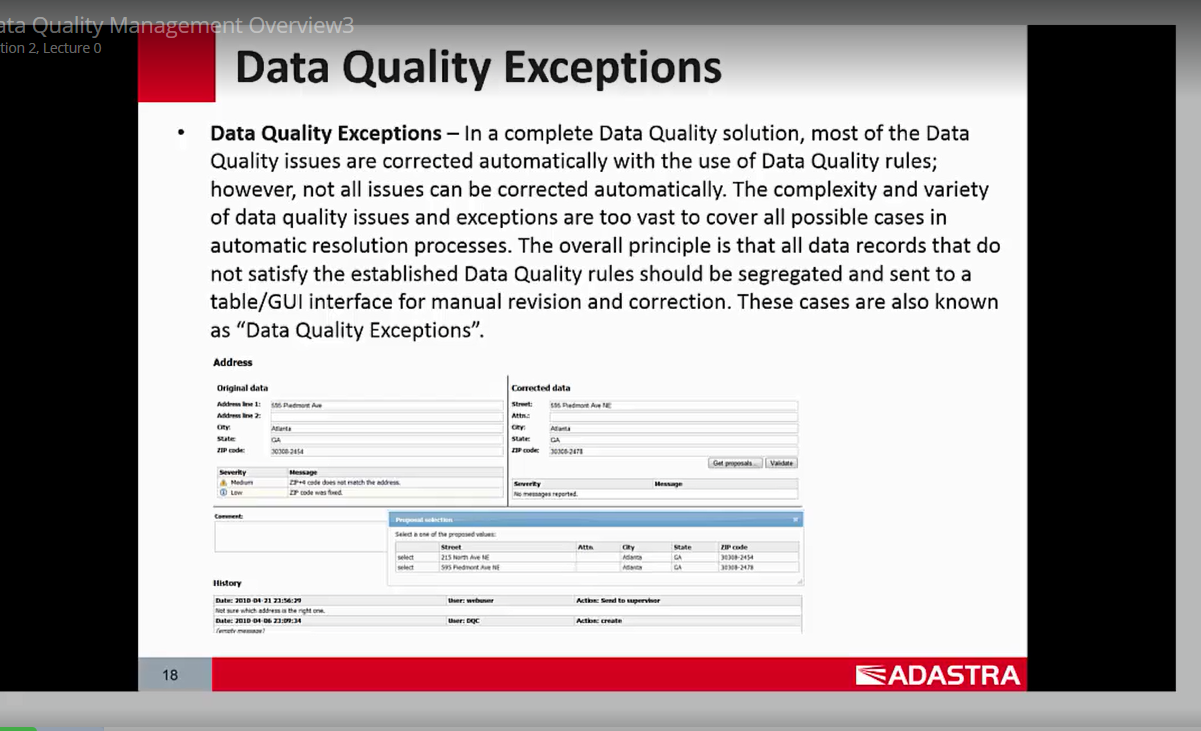 ata Quality Management Overview3
tion 2, Lecture 0
Data Quality Exceptions
• Data Quality Exceptions – In a complete Data Quality solution, most of the Data
Quality issues are corrected automatically with the use of Data Quality rules;
however, not all issues can be corrected automatically. The complexity and variety
of data quality issues and exceptions are too vast to cover all possible cases in
automatic resolution processes. The overall principle is that all data records that do
not satisfy the established Data Quality rules should be segregated and sent to a
table/GUI interface for manual revision and correction. These cases are also known
as “Data Quality Exceptions”.
Address
Original data
Address line 1: 595 Piedmont Ave
Address line 2:
City: Atlanta
State: GA
ZIP code: 30308-2454
Severity Message
Medium ZIP+4 code does not match the address.
Low ZIP code was fixed.
Corrected data
Street: 595 Piedmont Ave NE
Attn.:
City: Atlanta
State: GA
ZIP code: 30308-2478
Get proposals... Validate
Severity Message
No messages reported.
Comment:
Proposal selection
Select a one of the proposed values:
Street Attn. City State ZIP code
select 215 North Ave NE Atlanta GA 30308-2454
select 595 Piedmont Ave NE Atlanta GA 30308-2478
History
Date: 2010-04-21 23:56:29 User: webuser Action: Send to supervisor
Not sure which address is the right one.
Date: 2010-04-06 23:09:34 User: DQC Action: create
[empty message]
18
ADASTRA